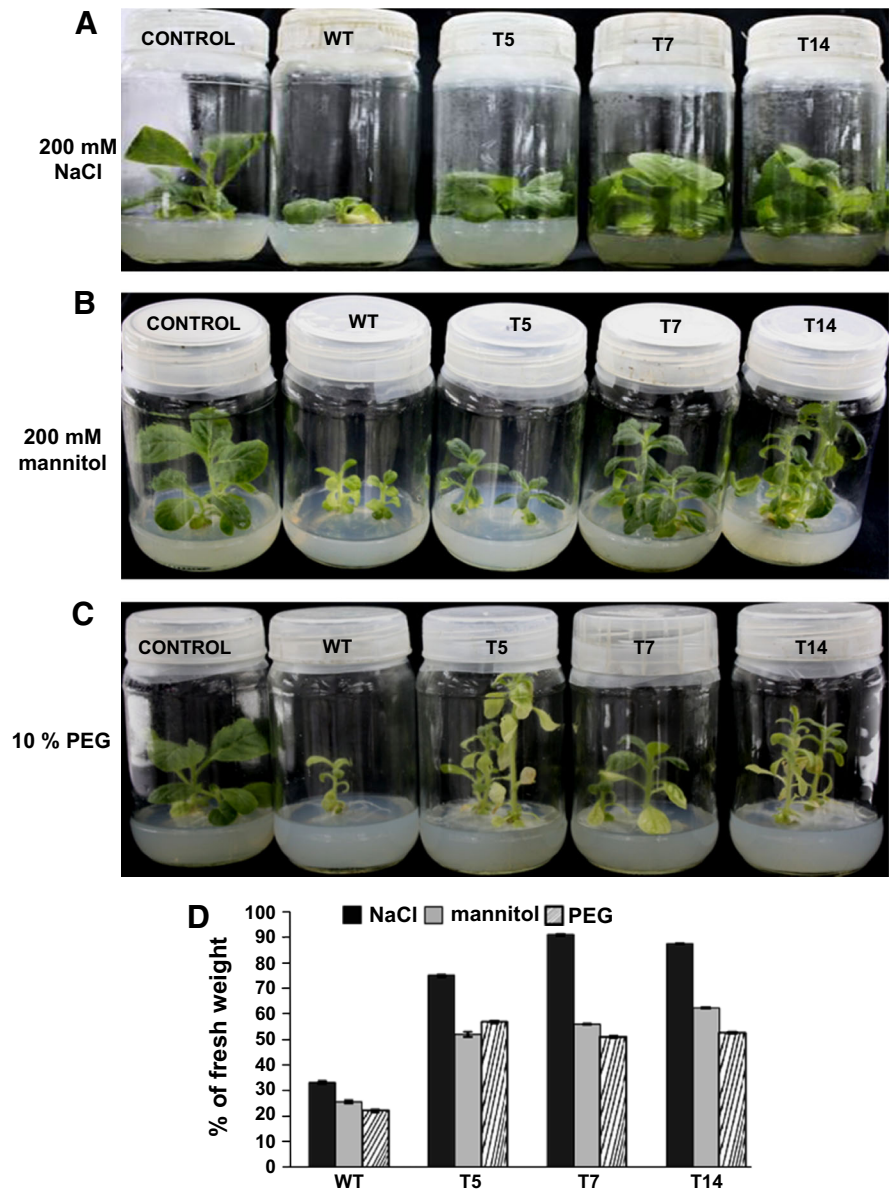 A
CONTROL WT T5 T7 T14
200 mM
NaCl
B
CONTROL WT T5 T7 T14
200 mM
mannitol
C
CONTROL WT T5 T7 T14
10 % PEG
D
NaCl mannitol PEG
% of fresh weight
100
90
80
70
60
50
40
30
20
10
0
WT T5 T7 T14